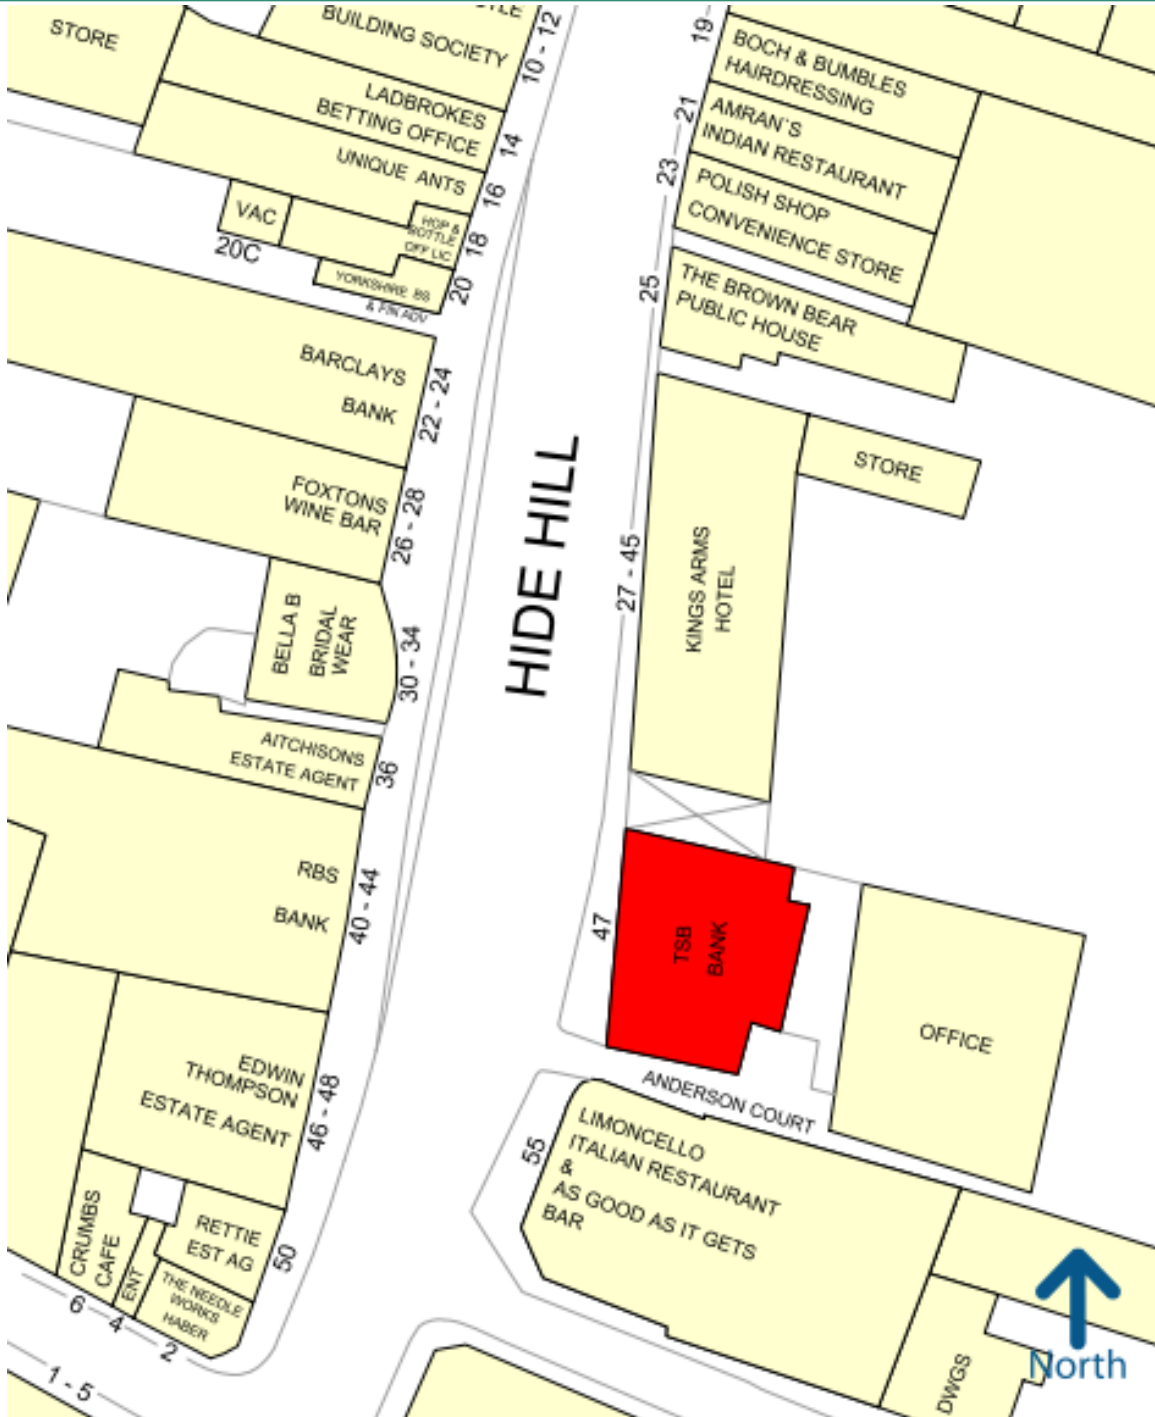 STORE
BUILDING SOCIETY
10 - 12
LADBROKES
BETTING OFFICE
14
UNIQUE ANTS
16
VAC
20C
HOP &
BOTTLE
OFF LIC
18
YORKSHIRE BS
& FIN ADV
20
BARCLAYS
BANK
22 - 24
FOXTONS
WINE BAR
26 - 28
BELLA B
BRIDAL
WEAR
30 - 34
AITCHISONS
ESTATE AGENT
36
RBS
BANK
40 - 44
EDWIN
THOMPSON
ESTATE AGENT
46 - 48
CRUMBS
CAFE
ENT
RETTIE
EST AG
50
THE NEEDLE
WORKS
HABER
6
4
2
1 - 5
HIDE HILL
19
BOCH & BUMBLES
HAIRDRESSING
21
AMRAN`S
INDIAN RESTAURANT
23
POLISH SHOP
CONVENIENCE STORE
25
THE BROWN BEAR
PUBLIC HOUSE
STORE
27 - 45
KINGS ARMS
HOTEL
47
TSB
BANK
OFFICE
ANDERSON COURT
55
LIMONCELLO
ITALIAN RESTAURANT
&
AS GOOD AS IT GETS
BAR
DWGS
North